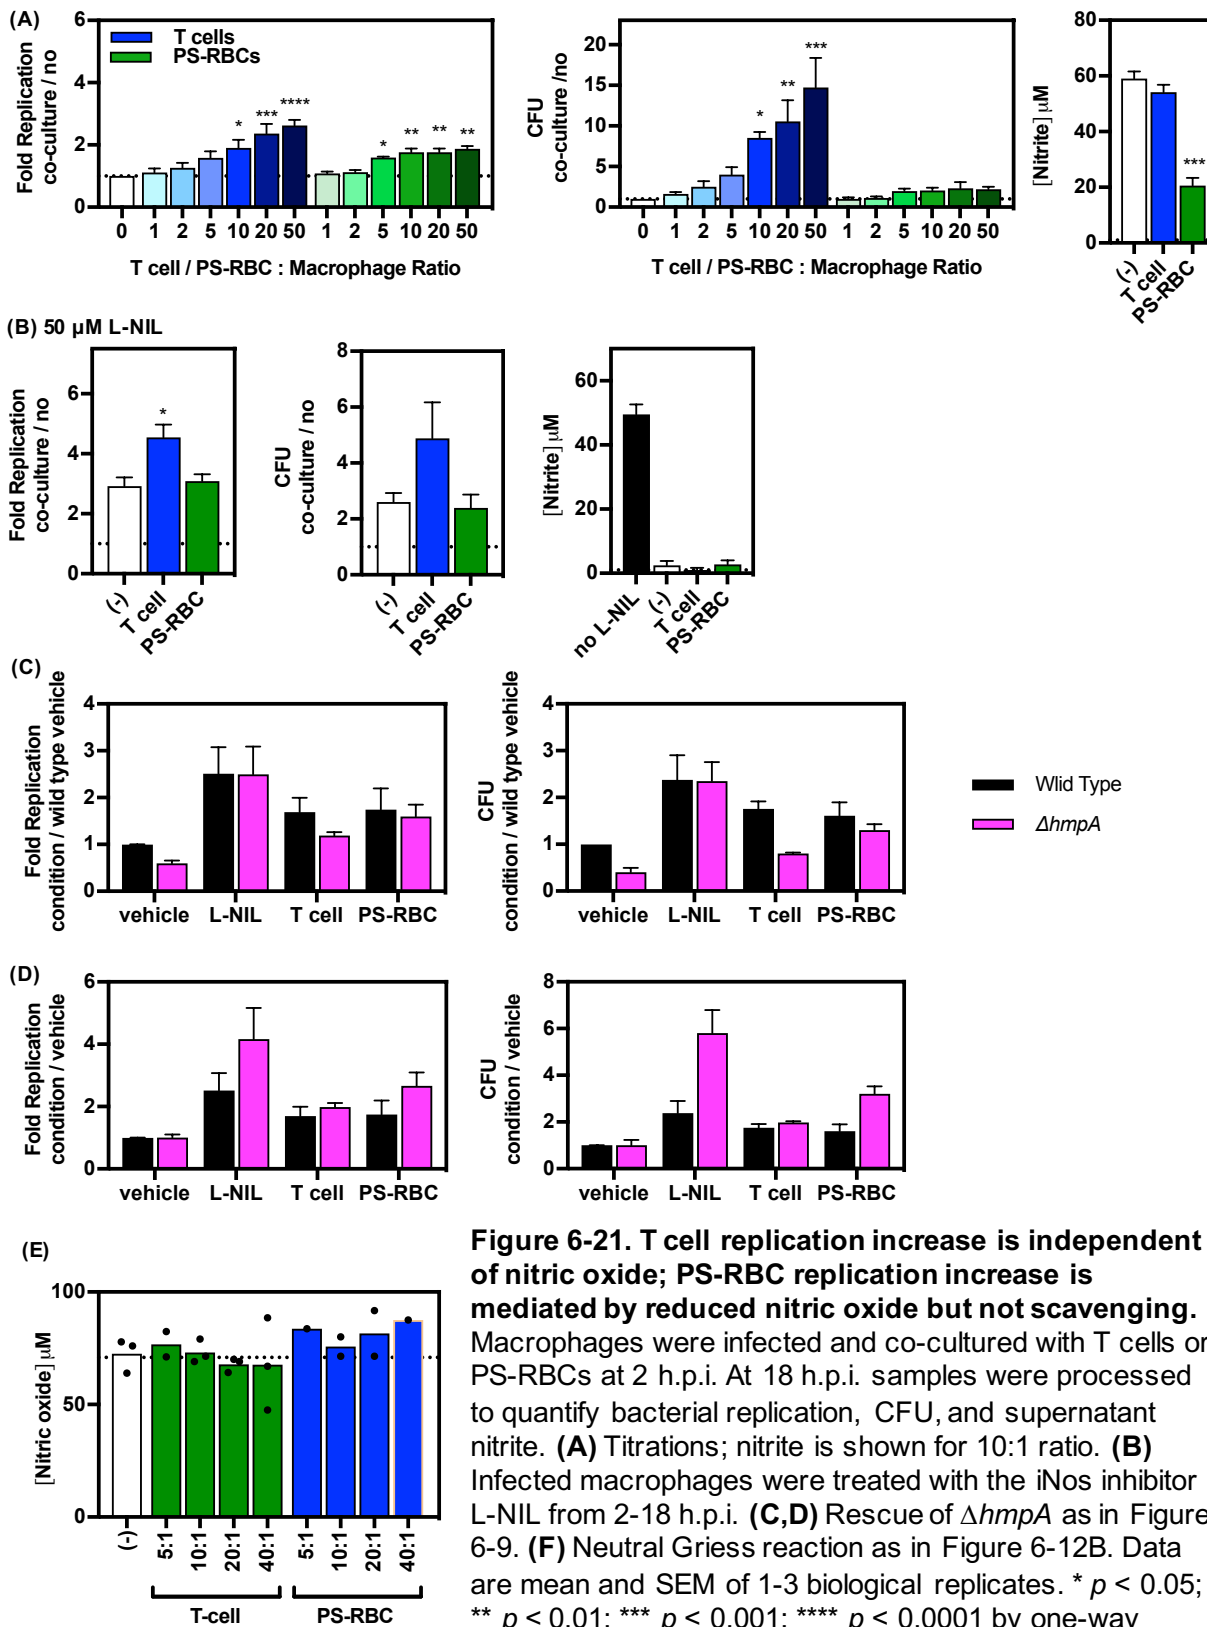 (A)
Fold Replication
co-culture / no
6
4
2
0
T cells
PS-RBCs
* *** **** * ** ** **
0 1 2 5 10 20 50 1 2 5 10 20 50
T cell / PS-RBC : Macrophage Ratio
CFU
co-culture /no
20
15
10
5
0
* ** ***
0 1 2 5 10 20 50 1 2 5 10 20 50
T cell / PS-RBC : Macrophage Ratio
[Nitrite] μM
80
60
40
20
0
***
(-)
T cell
PS-RBC
(B) 50 μM L-NIL
Fold Replication
co-culture / no
6
4
2
0
*
(-)
T cell
PS-RBC
CFU
co-culture / no
8
6
4
2
0
(-)
T cell
PS-RBC
[Nitrite] μM
60
40
20
0
no L-NIL
(-)
T cell
PS-RBC
(C)
Fold Replication
condition / wild type vehicle
4
3
2
1
0
vehicle L-NIL T cell PS-RBC
CFU
condition / wild type vehicle
4
3
2
1
0
vehicle L-NIL T cell PS-RBC
Wlid Type
ΔhmpA
(D)
Fold Replication
condition / vehicle
6
4
2
0
vehicle L-NIL T cell PS-RBC
CFU
condition / vehicle
8
6
4
2
0
vehicle L-NIL T cell PS-RBC
(E)
[Nitric oxide] μM
100
50
0
(-) 5:1 10:1 20:1 40:1 5:1 10:1 20:1 40:1
T-cell PS-RBC
Figure 6-21. T cell replication increase is independent
of nitric oxide; PS-RBC replication increase is
mediated by reduced nitric oxide but not scavenging.
Macrophages were infected and co-cultured with T cells or
PS-RBCs at 2 h.p.i. At 18 h.p.i. samples were processed
to quantify bacterial replication, CFU, and supernatant
nitrite. (A) Titrations; nitrite is shown for 10:1 ratio. (B)
Infected macrophages were treated with the iNos inhibitor
L-NIL from 2-18 h.p.i. (C,D) Rescue of ΔhmpA as in Figure
6-9. (F) Neutral Griess reaction as in Figure 6-12B. Data
are mean and SEM of 1-3 biological replicates. * p < 0.05;
** p < 0.01; *** p < 0.001; **** p < 0.0001 by one-way